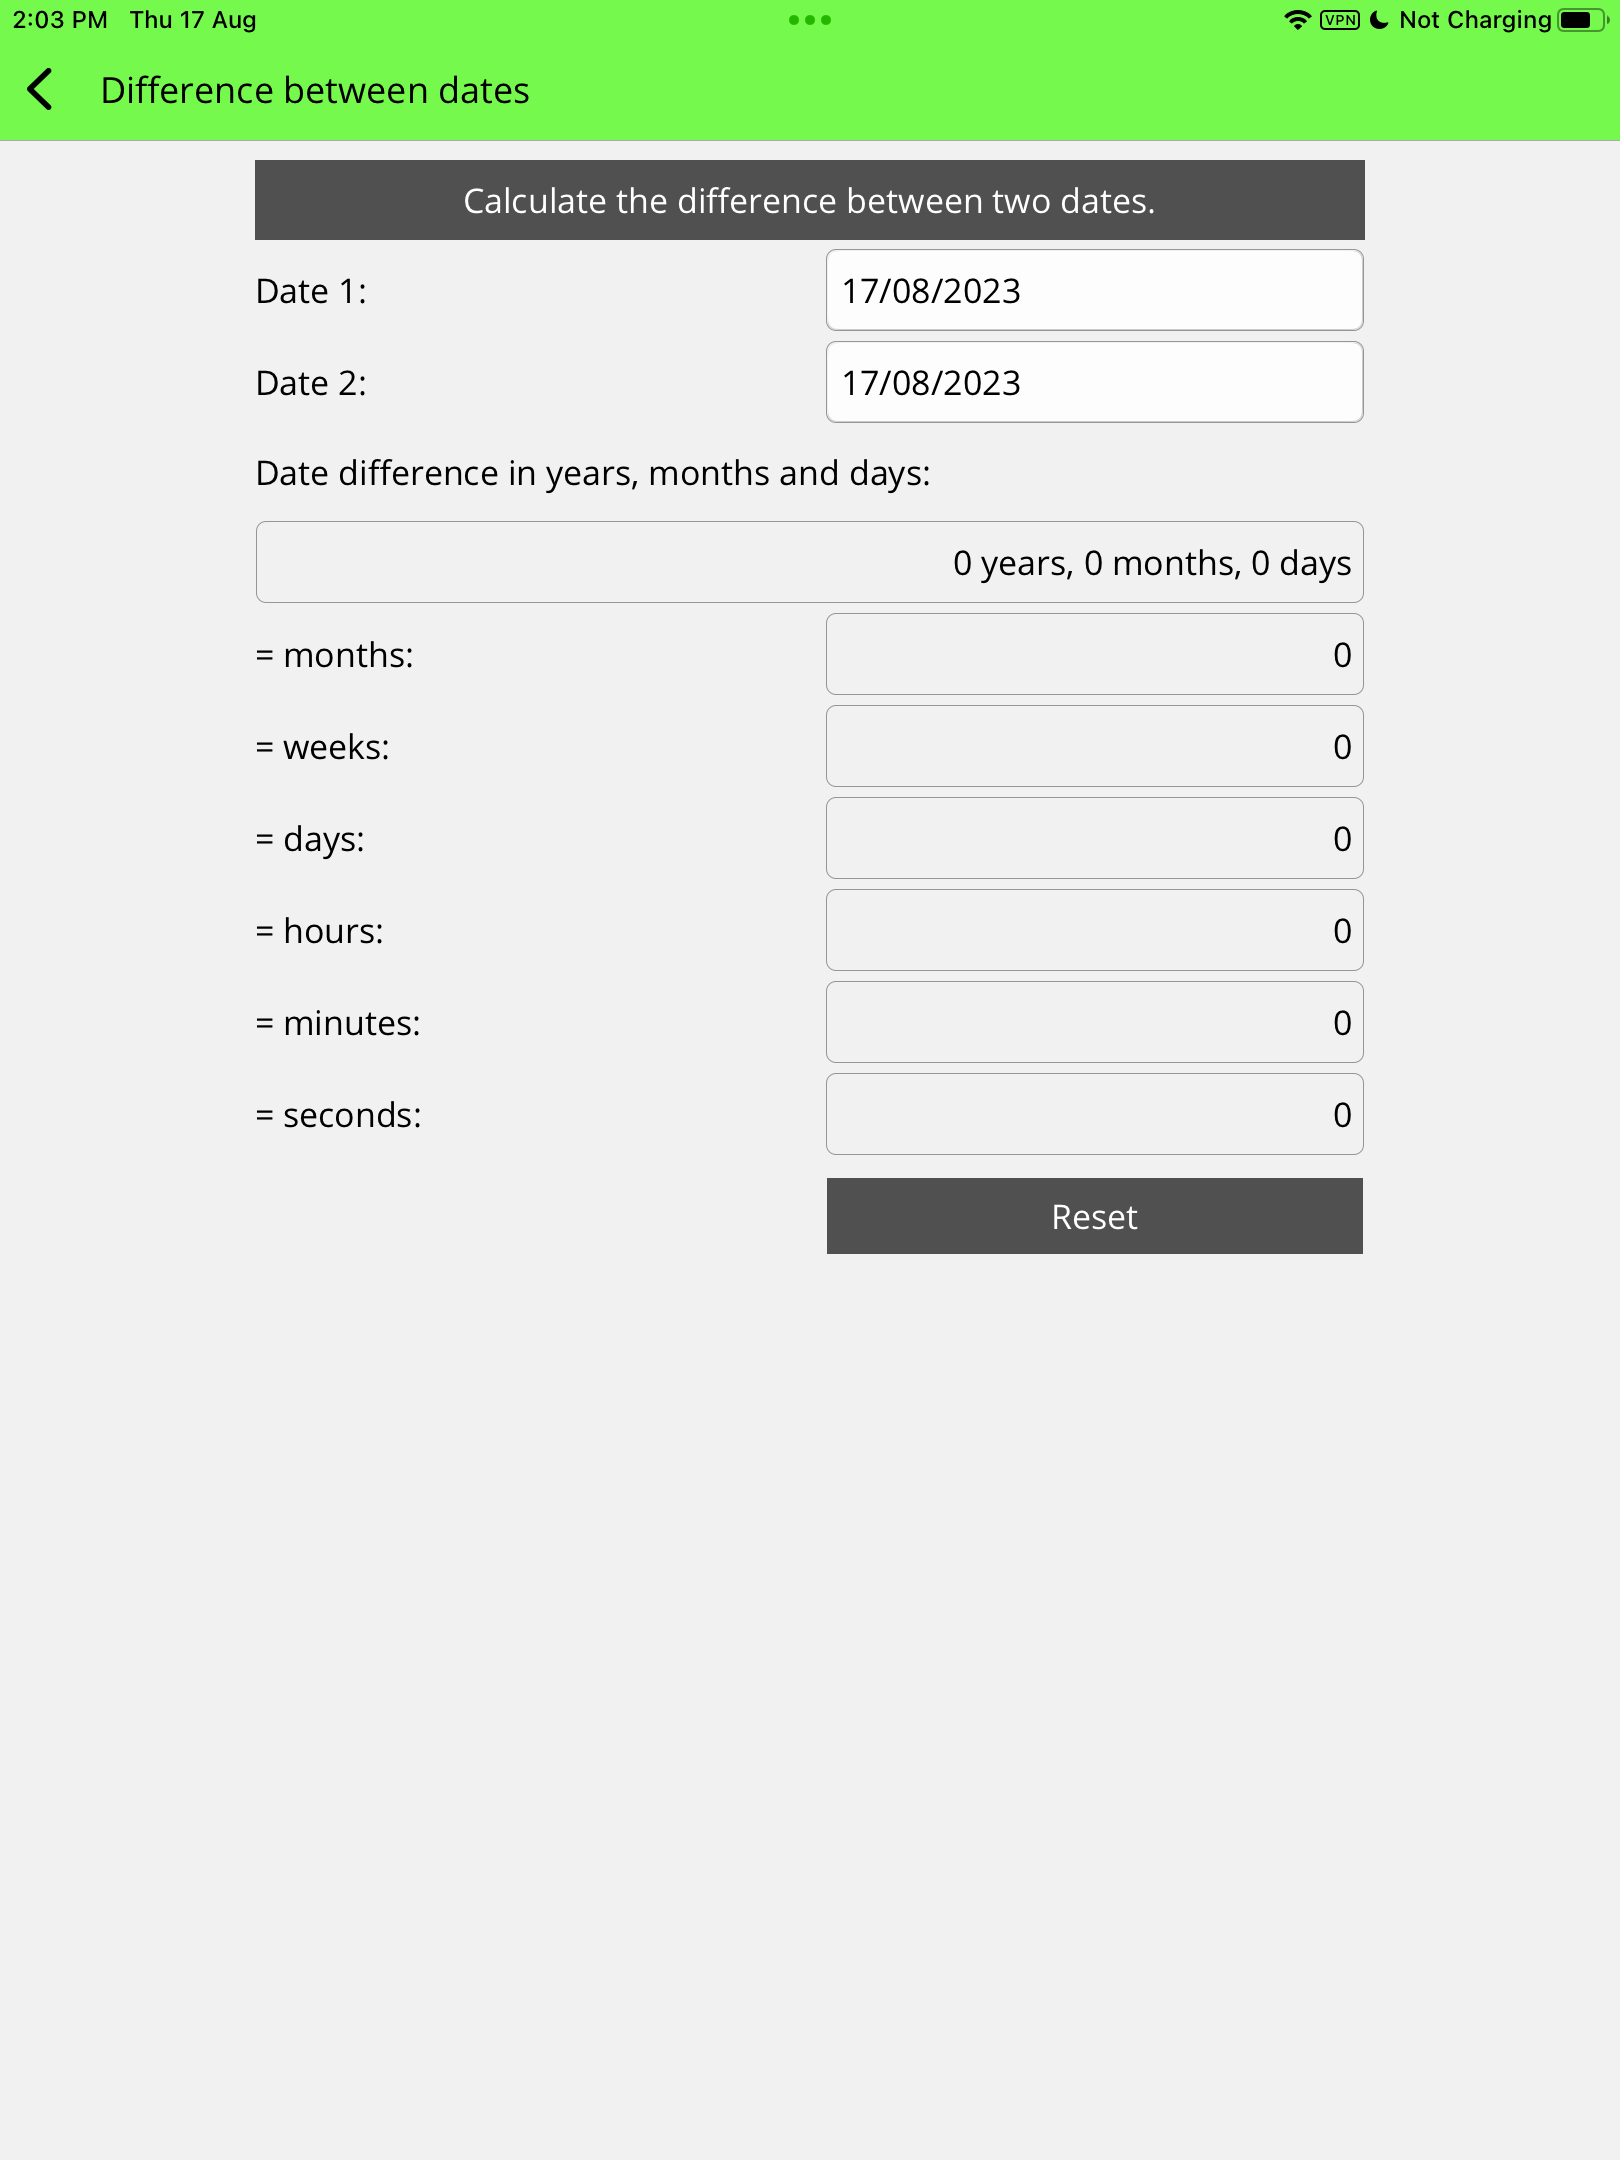 2:03 PM Thu 17 Aug
VPN Not Charging
Difference between dates
Calculate the difference between two dates.
Date 1: 17/08/2023
Date 2: 17/08/2023
Date difference in years, months and days:
0 years, 0 months, 0 days
= months: 0
= weeks: 0
= days: 0
= hours: 0
= minutes: 0
= seconds: 0
Reset